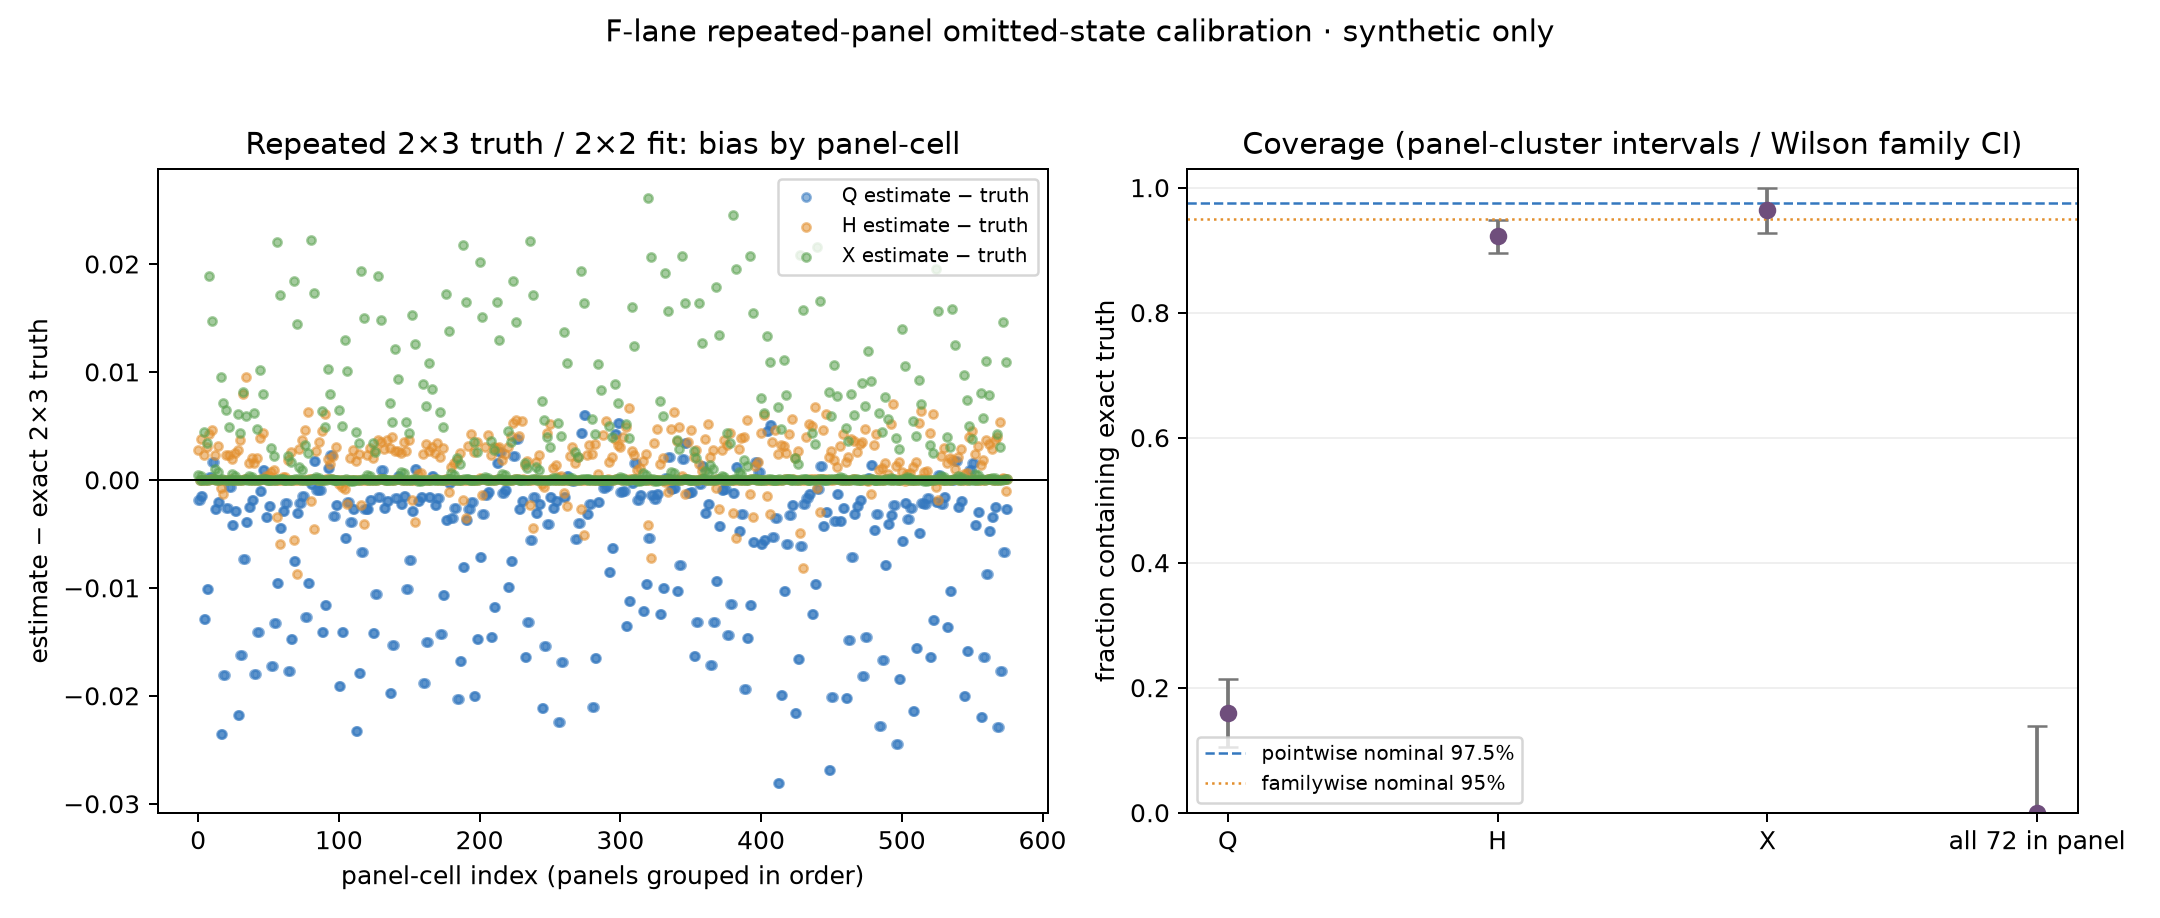 F-lane repeated-panel omitted-state calibration · synthetic only
Repeated 2×3 truth / 2×2 fit: bias by panel-cell
Q estimate − truth
H estimate − truth
X estimate − truth
estimate − exact 2×3 truth
0.02
0.01
0.00
−0.01
−0.02
−0.03
0
100
200
300
400
500
600
panel-cell index (panels grouped in order)
Coverage (panel-cluster intervals / Wilson family CI)
fraction containing exact truth
1.0
0.8
0.6
0.4
0.2
0.0
pointwise nominal 97.5%
familywise nominal 95%
Q
H
X
all 72 in panel